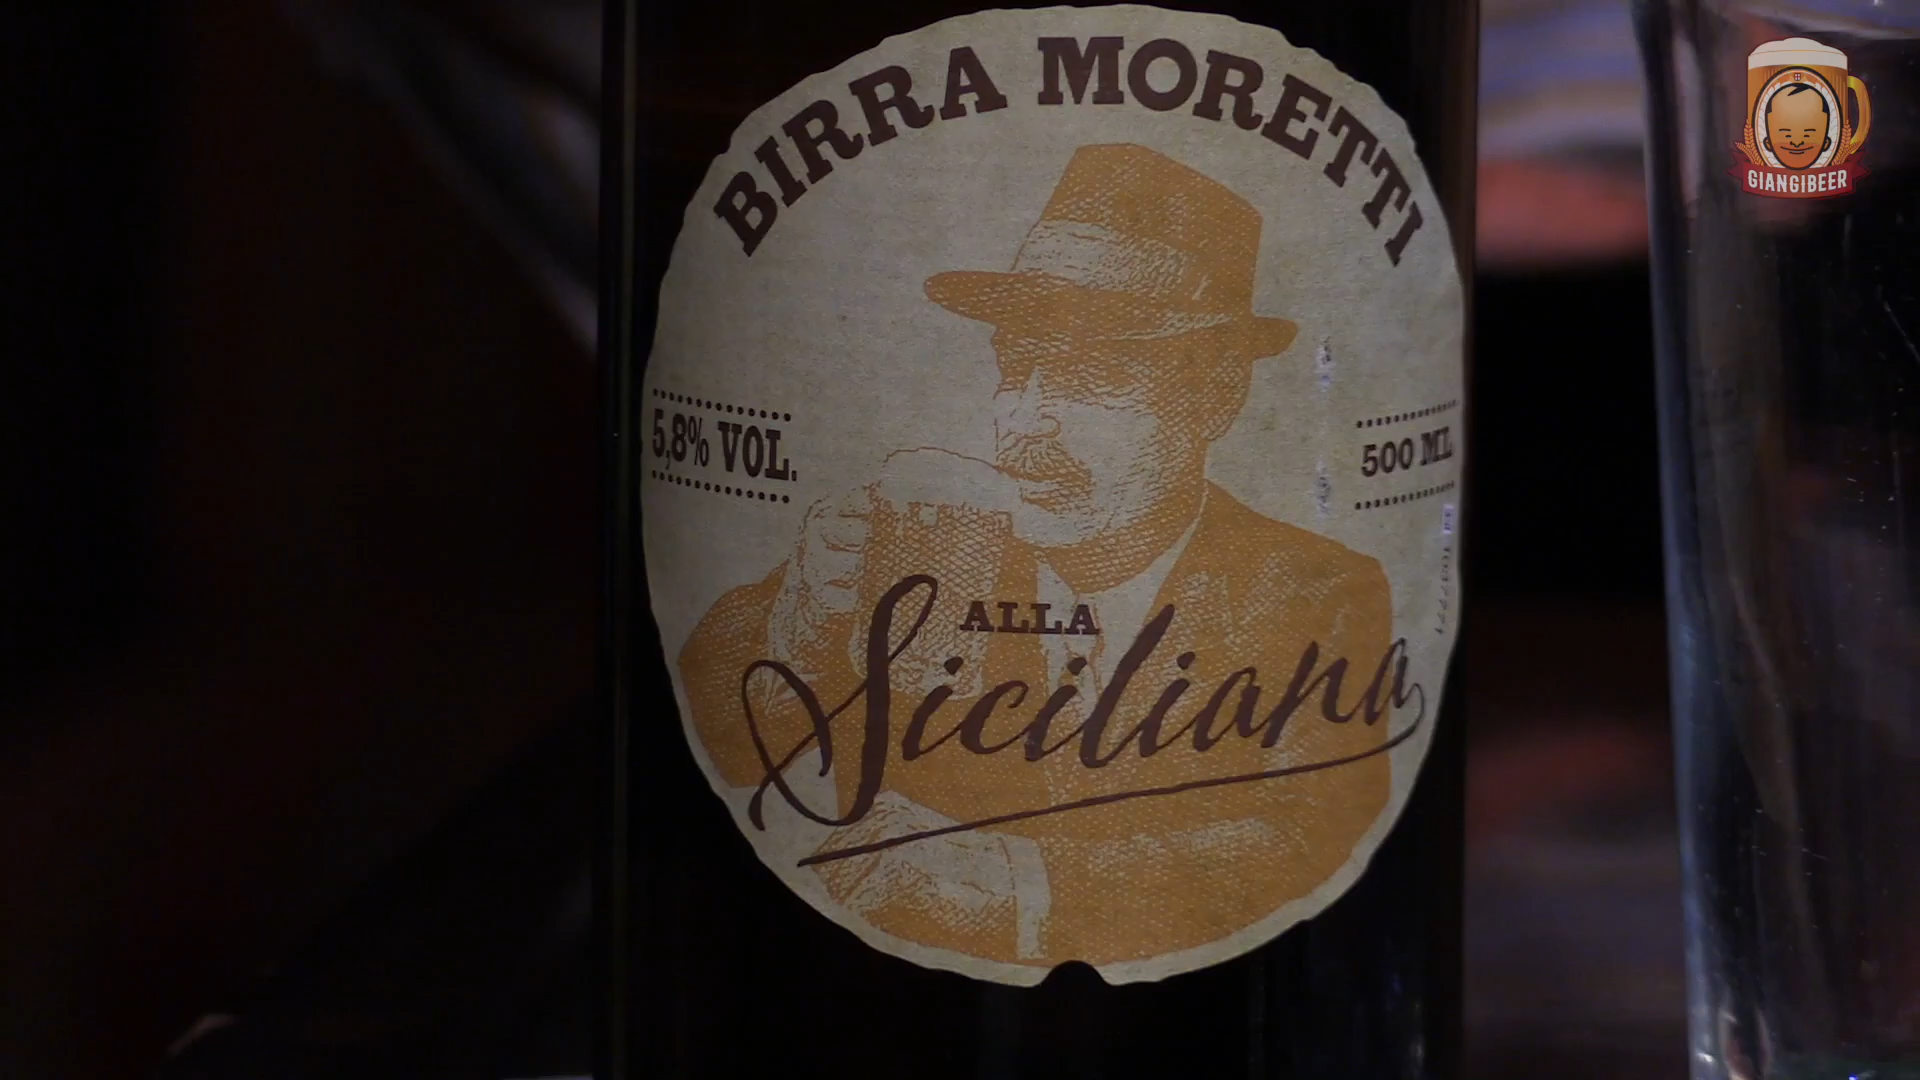 BIRRA MORETTI
5,8% VOL.
500 ML
ALLA
Siciliana
GIANGIBEER